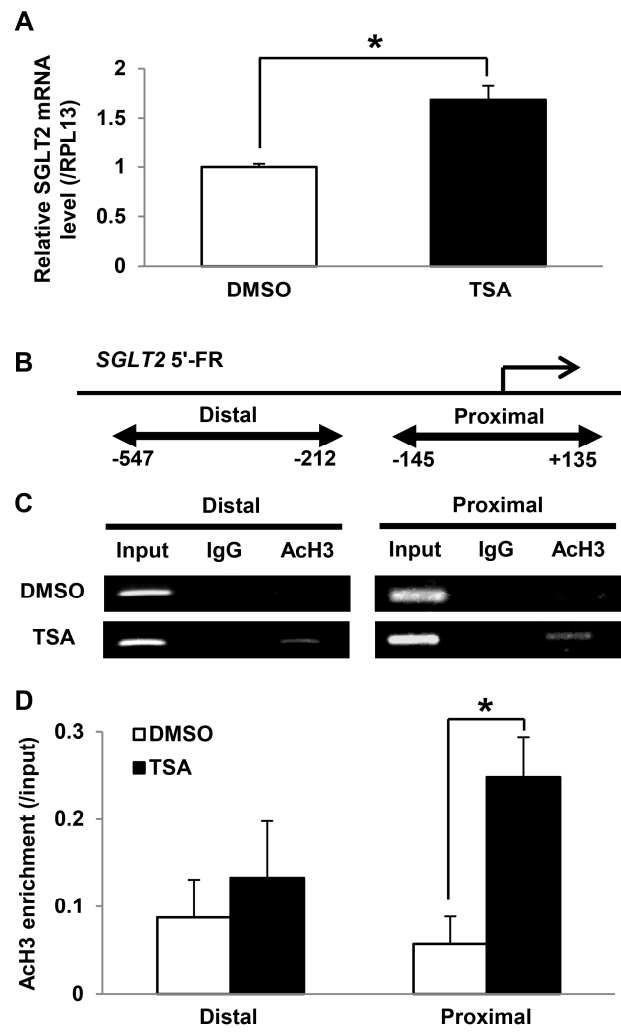 A
*
Relative SGLT2 mRNA
level (/RPL13)
2
1.5
1
0.5
0
DMSO TSA
B
SGLT2 5'-FR
Distal Proximal
-547 -212 -145 +135
C
Distal Proximal
Input IgG AcH3 Input IgG AcH3
DMSO
TSA
D
*
AcH3 enrichment (/input)
0.3
0.2
0.1
0
DMSO
TSA
Distal Proximal